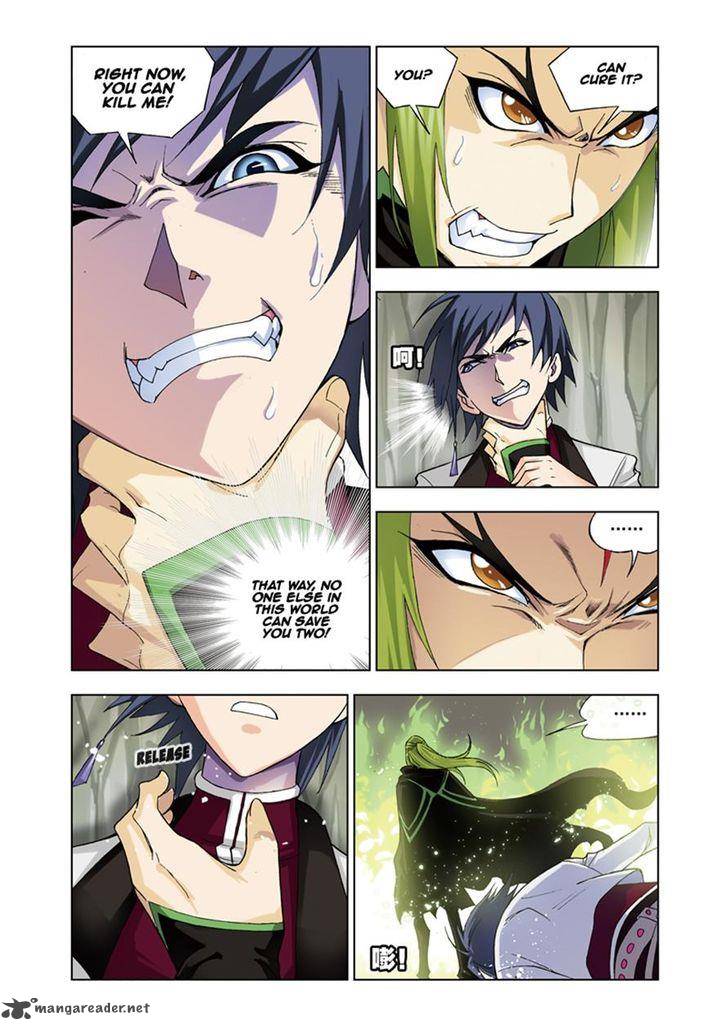 RIGHT NOW,
YOU CAN
KILL ME!
YOU?
CAN
CURE IT?
呵!
THAT WAY, NO
ONE ELSE IN
THIS WORLD
CAN SAVE
YOU TWO!
......
RELEASE
......
嘭!
mangareader.net